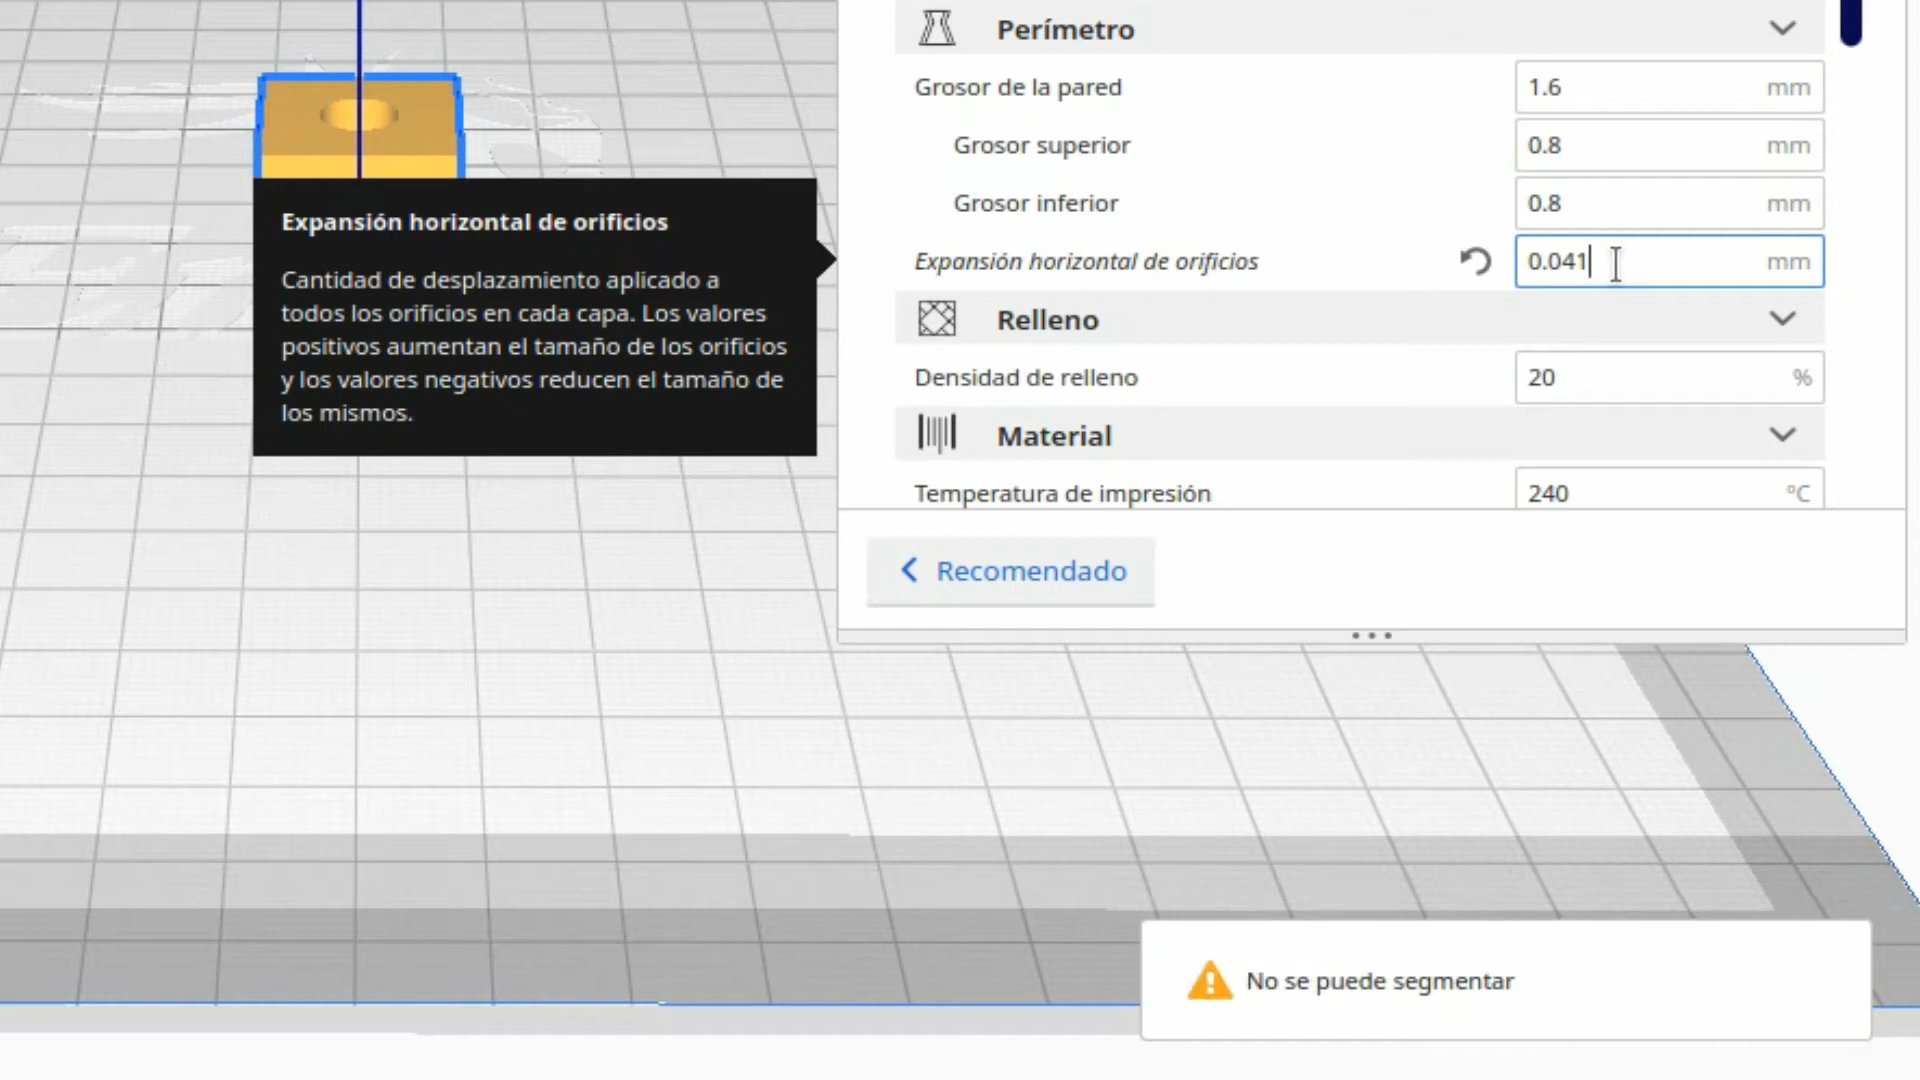 Perímetro
Grosor de la pared 1.6 mm
Grosor superior 0.8 mm
Grosor inferior 0.8 mm
Expansión horizontal de orificios 0.041 mm
Relleno
Densidad de relleno 20 %
Material
Temperatura de impresión 240 °C
Recomendado
Expansión horizontal de orificios
Cantidad de desplazamiento aplicado a
todos los orificios en cada capa. Los valores
positivos aumentan el tamaño de los orificios
y los valores negativos reducen el tamaño de
los mismos.
No se puede segmentar